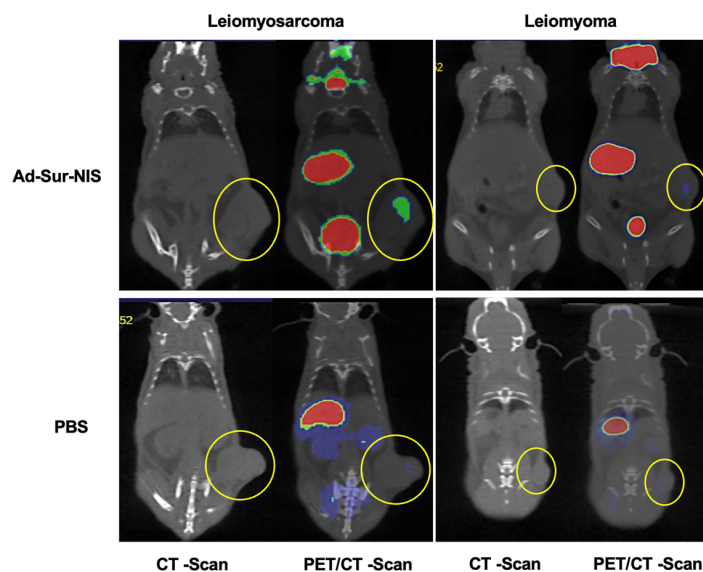 Leiomyosarcoma Leiomyoma
52
Ad-Sur-NIS
52
PBS
CT -Scan PET/CT -Scan CT -Scan PET/CT -Scan